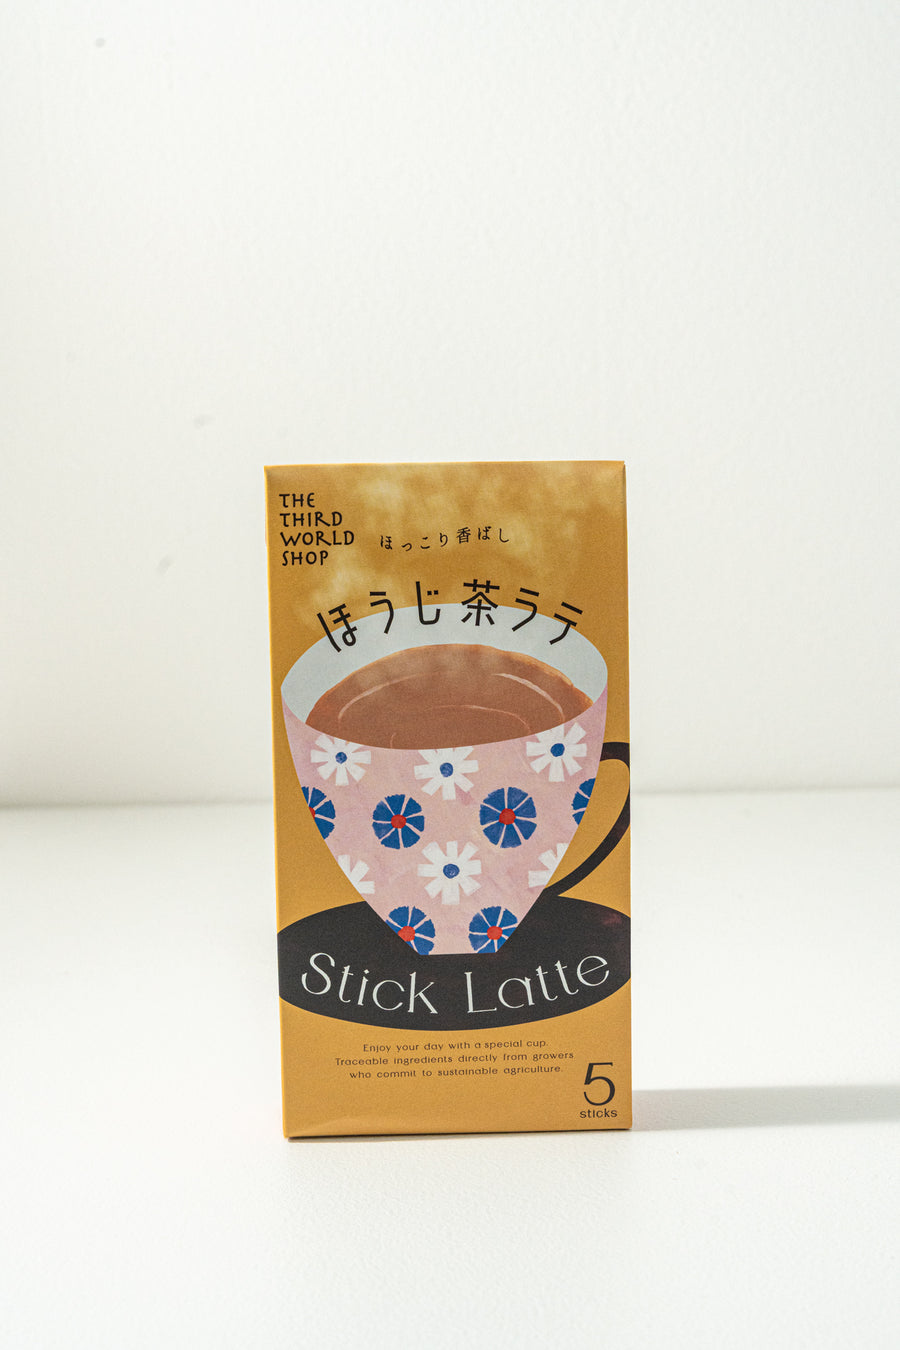 THE
THIRD
WORLD
SHOP
ほっこり香ばし
ほうじ茶ラテ
Stick Latte
Enjoy your day with a special cup.
Traceable ingredients directly from growers
who commit to sustainable agriculture.
5
sticks